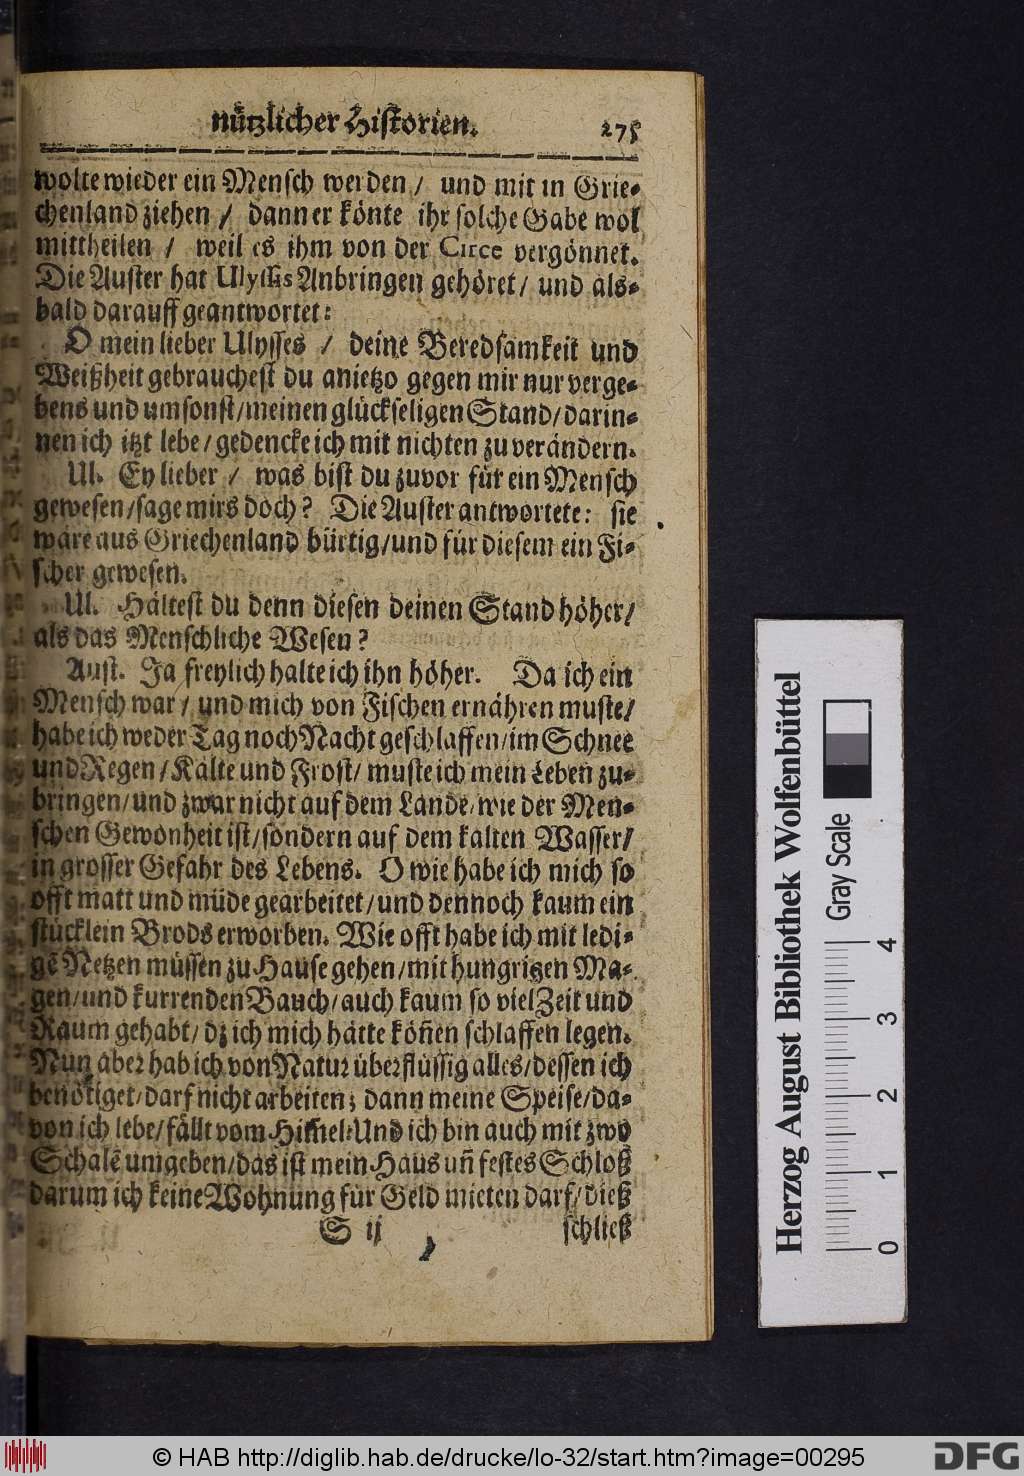 nützlicher Historien. 275
wolte wieder ein Mensch werden / und mit in Grie-
chenland ziehen / dann er könte ihr solche Gabe wol
mittheilen / weil es ihm von der Circe vergönnet.
Die Auster hat Ulyssis Anbringen gehöret / und als-
bald darauff geantwortet:
O mein lieber Ulysses / deine Beredsamkeit und
Weißheit gebrauchest du anietzo gegen mir nur verge-
bens und umsonst / meinen glückseligen Stand / darin-
nen ich itzt lebe / gedencke ich mit nichten zu verändern.
Ul. Ey lieber / was bist du zuvor für ein Mensch
gewesen / sage mirs doch? Die Auster antwortete: sie
wäre aus Griechenland bürtig / und für diesem ein Fi-
scher gewesen.
Ul. Hältest du denn diesen deinen Stand höher /
als das Menschliche Wesen?
Aust. Ja freylich halte ich ihn höher. Da ich ein
Mensch war / und mich von Fischen ernähren muste /
habe ich weder Tag noch Nacht geschlaffen / im Schnee
und Regen / Kälte und Frost / muste ich mein Leben zu-
bringen / und zwar nicht auf dem Lande / wie der Men-
schen Gewonheit ist / sondern auf dem kalten Wasser /
in grosser Gefahr des Lebens. O wie habe ich mich so
offt matt und müde gearbeitet / und dennoch kaum ein
stücklein Brods erworben. Wie offt habe ich mit ledi-
gē Netzen müssen zu Hause gehen / mit hungrigen Ma-
gen / und kurrenden Bauch / auch kaum so viel Zeit und
Raum gehabt / dz ich mich hätte köñen schlaffen legen.
Nun aber hab ich von Natur überflüssig alles / dessen ich
benötiget / darf nicht arbeiten; dann meine Speise / da-
von ich lebe / fällt vom Him̃el: Und ich bin auch mit zwo
Schalē umgeben / das ist mein Haus uñ festes Schloß
darum ich keine Wohnung für Geld mieten darf / dieß
S ij schließ
Herzog August Bibliothek Wolfenbüttel
Gray Scale
0 1 2 3 4
© HAB http://diglib.hab.de/drucke/lo-32/start.htm?image=00295
DFG